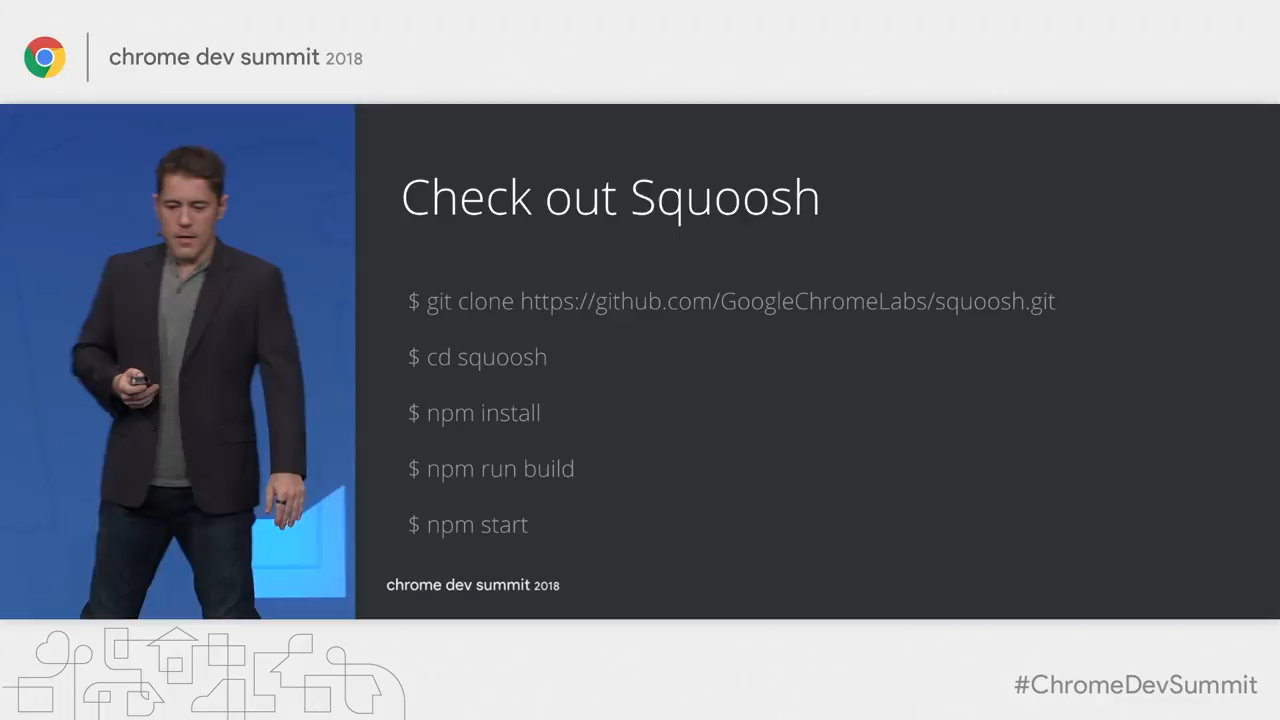 chrome dev summit 2018
Check out Squoosh
$ git clone https://github.com/GoogleChromeLabs/squoosh.git
$ cd squoosh
$ npm install
$ npm run build
$ npm start
chrome dev summit 2018
#ChromeDevSummit